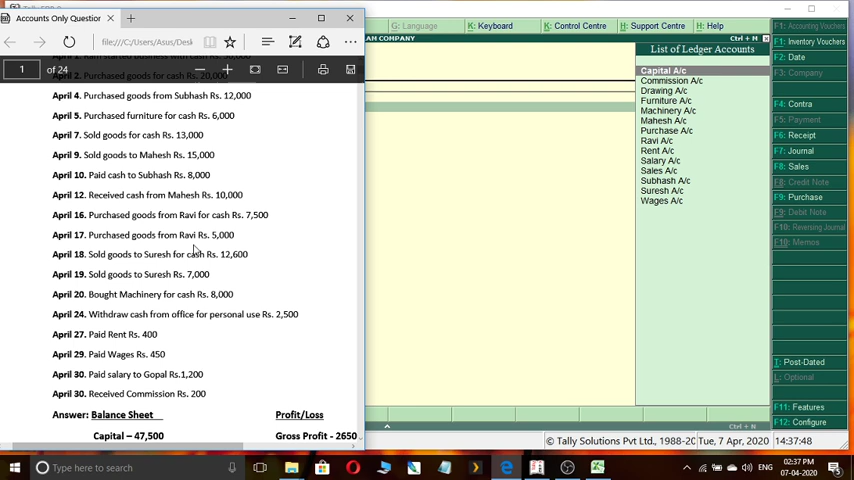 Accounts Only Question
file:///C:/Users/Asus/Desk
1 of 24
April 2. Purchased goods for cash Rs. 20,000
April 4. Purchased goods from Subhash Rs. 12,000
April 5. Purchased furniture for cash Rs. 6,000
April 7. Sold goods for cash Rs. 13,000
April 9. Sold goods to Mahesh Rs. 15,000
April 10. Paid cash to Subhash Rs. 8,000
April 12. Received cash from Mahesh Rs. 10,000
April 16. Purchased goods from Ravi for cash Rs. 7,500
April 17. Purchased goods from Ravi Rs. 5,000
April 18. Sold goods to Suresh for cash Rs. 12,600
April 19. Sold goods to Suresh Rs. 7,000
April 20. Bought Machinery for cash Rs. 8,000
April 24. Withdraw cash from office for personal use Rs. 2,500
April 27. Paid Rent Rs. 400
April 29. Paid Wages Rs. 450
April 30. Paid salary to Gopal Rs.1,200
April 30. Received Commission Rs. 200
Answer: Balance Sheet Profit/Loss
Capital – 47,500 Gross Profit - 2650
G: Language K: Keyboard K: Control Centre H: Support Centre H: Help
LAN COMPANY Ctrl + N
List of Ledger Accounts
Capital A/c
Commission A/c
Drawing A/c
Furniture A/c
Machinery A/c
Mahesh A/c
Purchase A/c
Ravi A/c
Rent A/c
Salary A/c
Sales A/c
Subhash A/c
Suresh A/c
Wages A/c
F1: Accounting Vouchers
F1: Inventory Vouchers
F2: Date
F3: Company
F4: Contra
F5: Payment
F6: Receipt
F7: Journal
F8: Sales
F8: Credit Note
F9: Purchase
F9: Debit Note
F10: Reversing Journal
F10: Memos
T: Post-Dated
L: Optional
F11: Features
F12: Configure
Ctrl + N
© Tally Solutions Pvt Ltd., 1988-20 Tue, 7 Apr, 2020 14:37:48
Type here to search
ENG
02:37 PM
07-04-2020